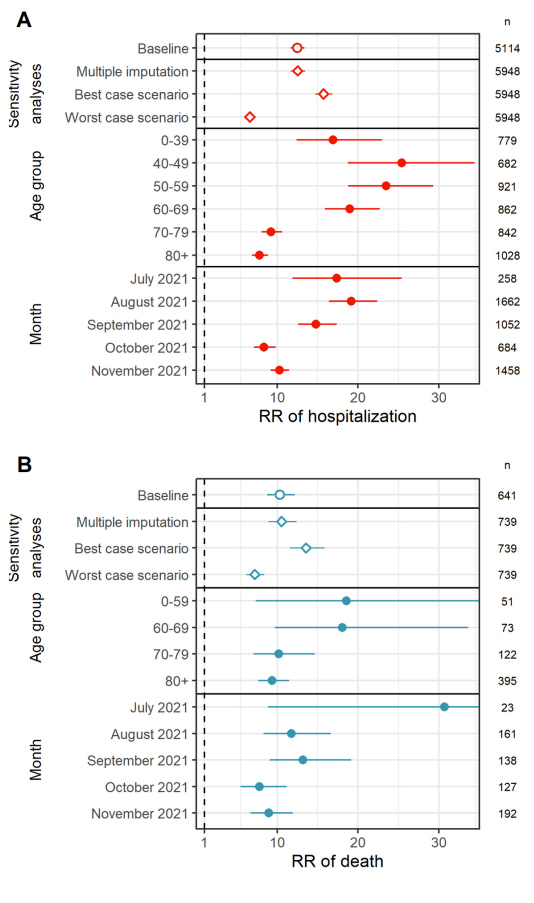 A
n
Sensitivity
analyses
Baseline 5114
Multiple imputation 5948
Best case scenario 5948
Worst case scenario 5948
Age group
0-39 779
40-49 682
50-59 921
60-69 862
70-79 842
80+ 1028
Month
July 2021 258
August 2021 1662
September 2021 1052
October 2021 684
November 2021 1458
1 10 20 30
RR of hospitalization
B
n
Sensitivity
analyses
Baseline 641
Multiple imputation 739
Best case scenario 739
Worst case scenario 739
Age group
0-59 51
60-69 73
70-79 122
80+ 395
Month
July 2021 23
August 2021 161
September 2021 138
October 2021 127
November 2021 192
1 10 20 30
RR of death